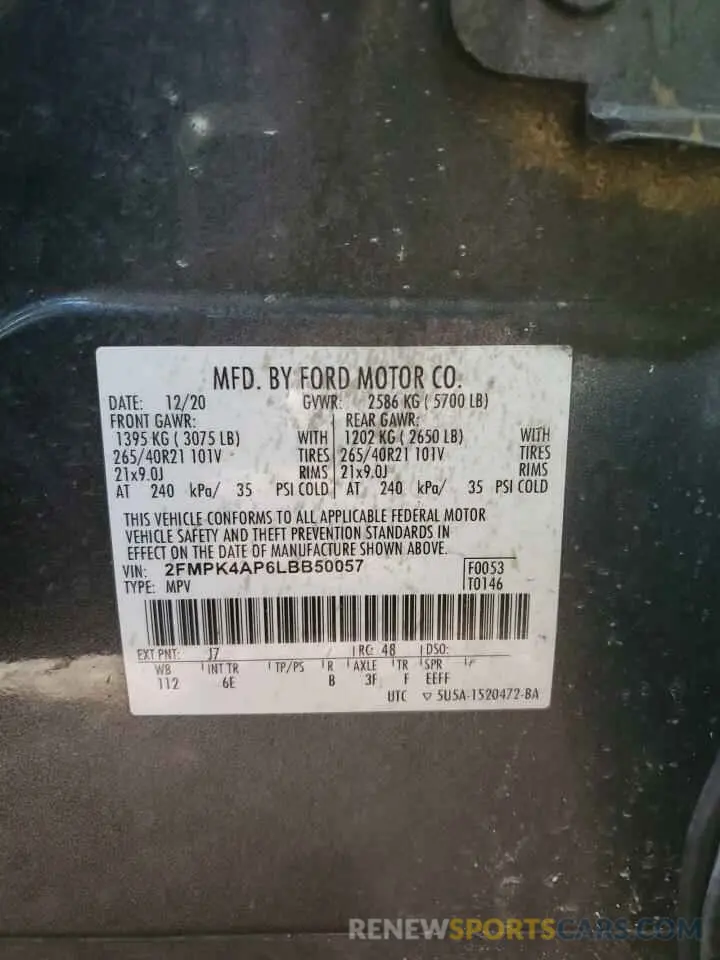 MFD. BY FORD MOTOR CO.
DATE: 12/20 GVWR: 2586 KG ( 5700 LB)
FRONT GAWR: REAR GAWR:
1395 KG ( 3075 LB) WITH 1202 KG ( 2650 LB) WITH
265/40R21 101V TIRES 265/40R21 101V TIRES
21x9.0J RIMS 21x9.0J RIMS
AT 240 kPa/ 35 PSI COLD AT 240 kPa/ 35 PSI COLD
THIS VEHICLE CONFORMS TO ALL APPLICABLE FEDERAL MOTOR
VEHICLE SAFETY AND THEFT PREVENTION STANDARDS IN
EFFECT ON THE DATE OF MANUFACTURE SHOWN ABOVE.
VIN: 2FMPK4AP6LBB50057 F0053
TYPE: MPV T0146
EXT PNT: J7 RC: 48 DSO:
WB INT TR TP/PS R AXLE TR SPR
112 6E B 3F F EEFF
UTC ▽ 5U5A-1520472-BA
RENEWSPORTSCARS.COM